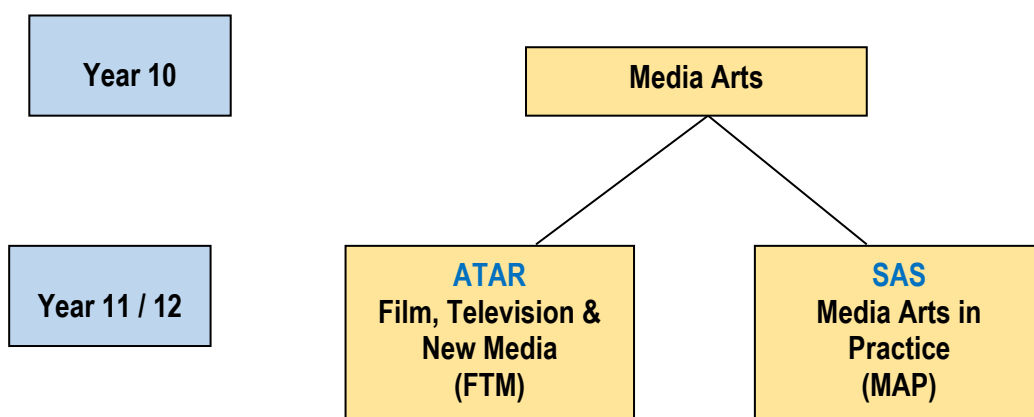 Year 10
Media Arts
Year 11 / 12
ATAR
Film, Television &
New Media
(FTM)
SAS
Media Arts in
Practice
(MAP)